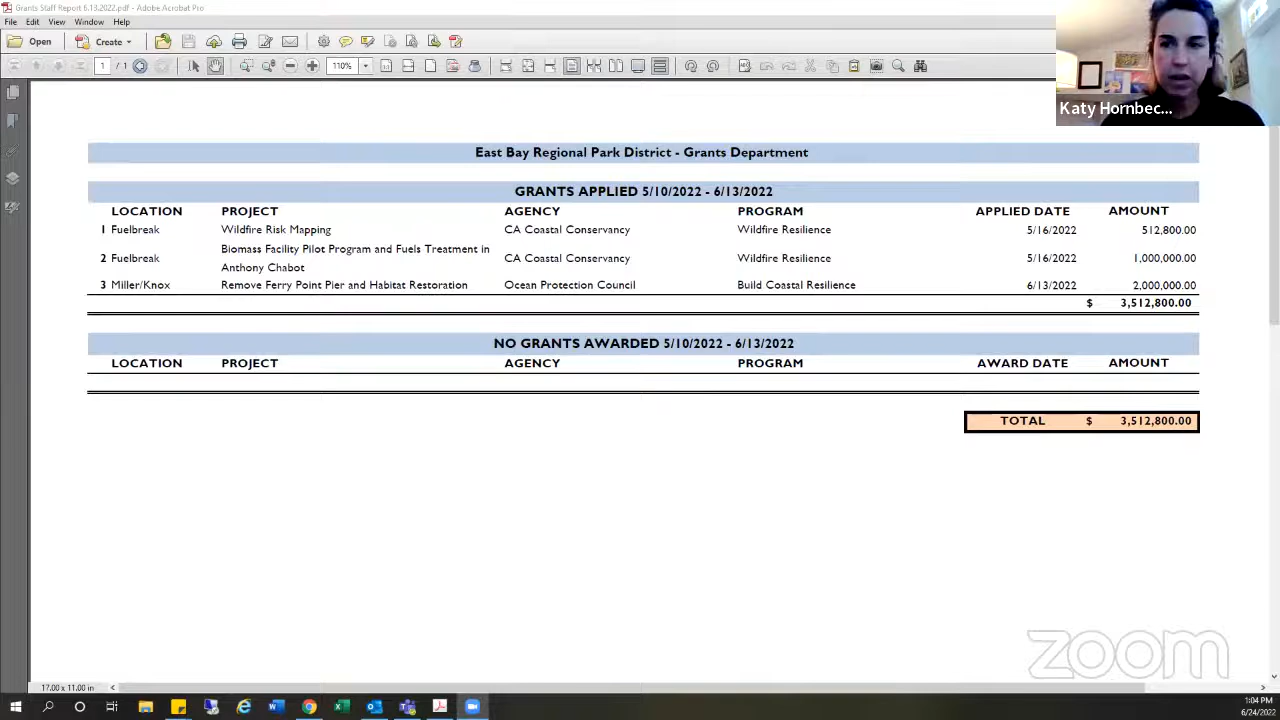 Grants Staff Report 6.13.2022.pdf - Adobe Acrobat Pro
File Edit View Window Help
Open Create
1 / 1 110%
Katy Hornbec...
East Bay Regional Park District - Grants Department
GRANTS APPLIED 5/10/2022 - 6/13/2022
LOCATION PROJECT AGENCY PROGRAM APPLIED DATE AMOUNT
1 Fuelbreak Wildfire Risk Mapping CA Coastal Conservancy Wildfire Resilience 5/16/2022 512,800.00
2 Fuelbreak Biomass Facility Pilot Program and Fuels Treatment in CA Coastal Conservancy Wildfire Resilience 5/16/2022 1,000,000.00
Anthony Chabot
3 Miller/Knox Remove Ferry Point Pier and Habitat Restoration Ocean Protection Council Build Coastal Resilience 6/13/2022 2,000,000.00
$ 3,512,800.00
NO GRANTS AWARDED 5/10/2022 - 6/13/2022
LOCATION PROJECT AGENCY PROGRAM AWARD DATE AMOUNT
TOTAL $ 3,512,800.00
zoom
17.00 x 11.00 in
1:04 PM
6/24/2022